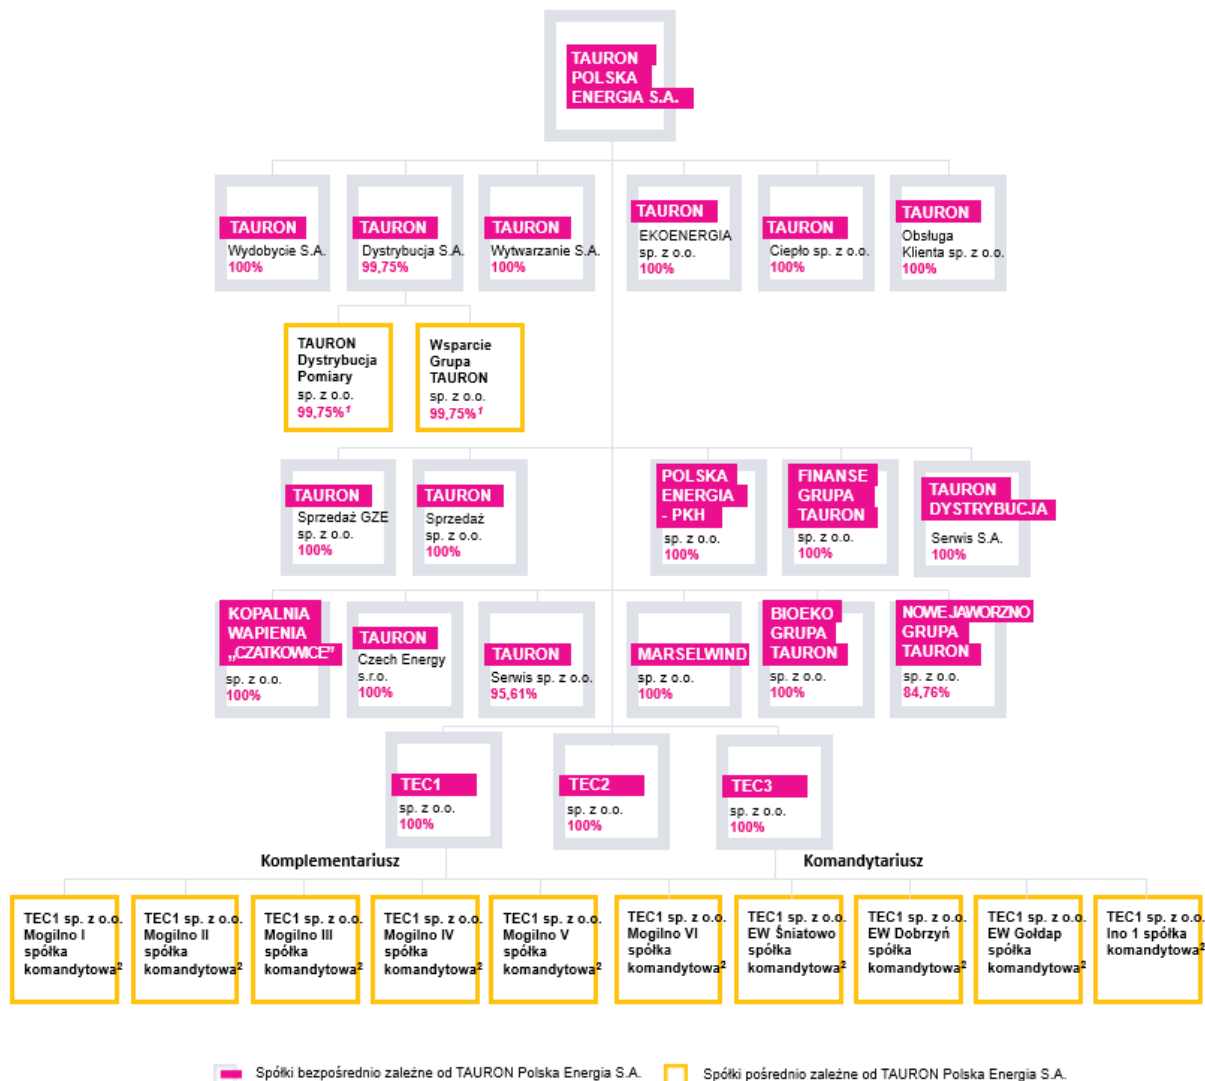 TAURON
POLSKA
ENERGIA S.A.
TAURON
Wydobycie S.A.
100%
TAURON
Dystrybucja S.A.
99,75%
TAURON
Wytwarzanie S.A.
100%
TAURON
EKOENERGIA
sp. z o.o.
100%
TAURON
Ciepło sp. z o.o.
100%
TAURON
Obsługa
Klienta sp. z o.o.
100%
TAURON
Dystrybucja
Pomiary
sp. z o.o.
99,75%¹
Wsparcie
Grupa
TAURON
sp. z o.o.
99,75%¹
TAURON
Sprzedaż GZE
sp. z o.o.
100%
TAURON
Sprzedaż
sp. z o.o.
100%
POLSKA
ENERGIA
- PKH
sp. z o.o.
100%
FINANSE
GRUPA
TAURON
sp. z o.o.
100%
TAURON
DYSTRYBUCJA
Serwis S.A.
100%
KOPALNIA
WAPIENIA
„CZATKOWICE”
sp. z o.o.
100%
TAURON
Czech Energy
s.r.o.
100%
TAURON
Serwis sp. z o.o.
95,61%
MARSELWIND
sp. z o.o.
100%
BIOEKO
GRUPA
TAURON
sp. z o.o.
100%
NOWE JAWORZNO
GRUPA
TAURON
sp. z o.o.
84,76%
TEC1
sp. z o.o.
100%
TEC2
sp. z o.o.
100%
TEC3
sp. z o.o.
100%
Komplementariusz
Komandytariusz
TEC1 sp. z o.o.
Mogilno I
spółka
komandytowa²
TEC1 sp. z o.o.
Mogilno II
spółka
komandytowa²
TEC1 sp. z o.o.
Mogilno III
spółka
komandytowa²
TEC1 sp. z o.o.
Mogilno IV
spółka
komandytowa²
TEC1 sp. z o.o.
Mogilno V
spółka
komandytowa²
TEC1 sp. z o.o.
Mogilno VI
spółka
komandytowa²
TEC1 sp. z o.o.
EW Śniatowo
spółka
komandytowa²
TEC1 sp. z o.o.
EW Dobrzyń
spółka
komandytowa²
TEC1 sp. z o.o.
EW Gołdap
spółka
komandytowa²
TEC1 sp. z o.o.
Ino 1 spółka
komandytowa²
Spółki bezpośrednio zależne od TAURON Polska Energia S.A.
Spółki pośrednio zależne od TAURON Polska Energia S.A.